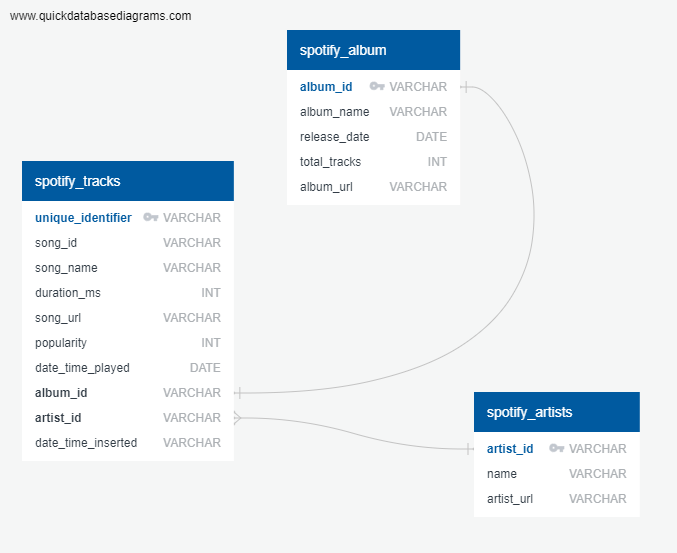 www.quickdatabasediagrams.com
spotify_album
album_id VARCHAR
album_name VARCHAR
release_date DATE
total_tracks INT
album_url VARCHAR
spotify_tracks
unique_identifier VARCHAR
song_id VARCHAR
song_name VARCHAR
duration_ms INT
song_url VARCHAR
popularity INT
date_time_played DATE
album_id VARCHAR
artist_id VARCHAR
date_time_inserted VARCHAR
spotify_artists
artist_id VARCHAR
name VARCHAR
artist_url VARCHAR